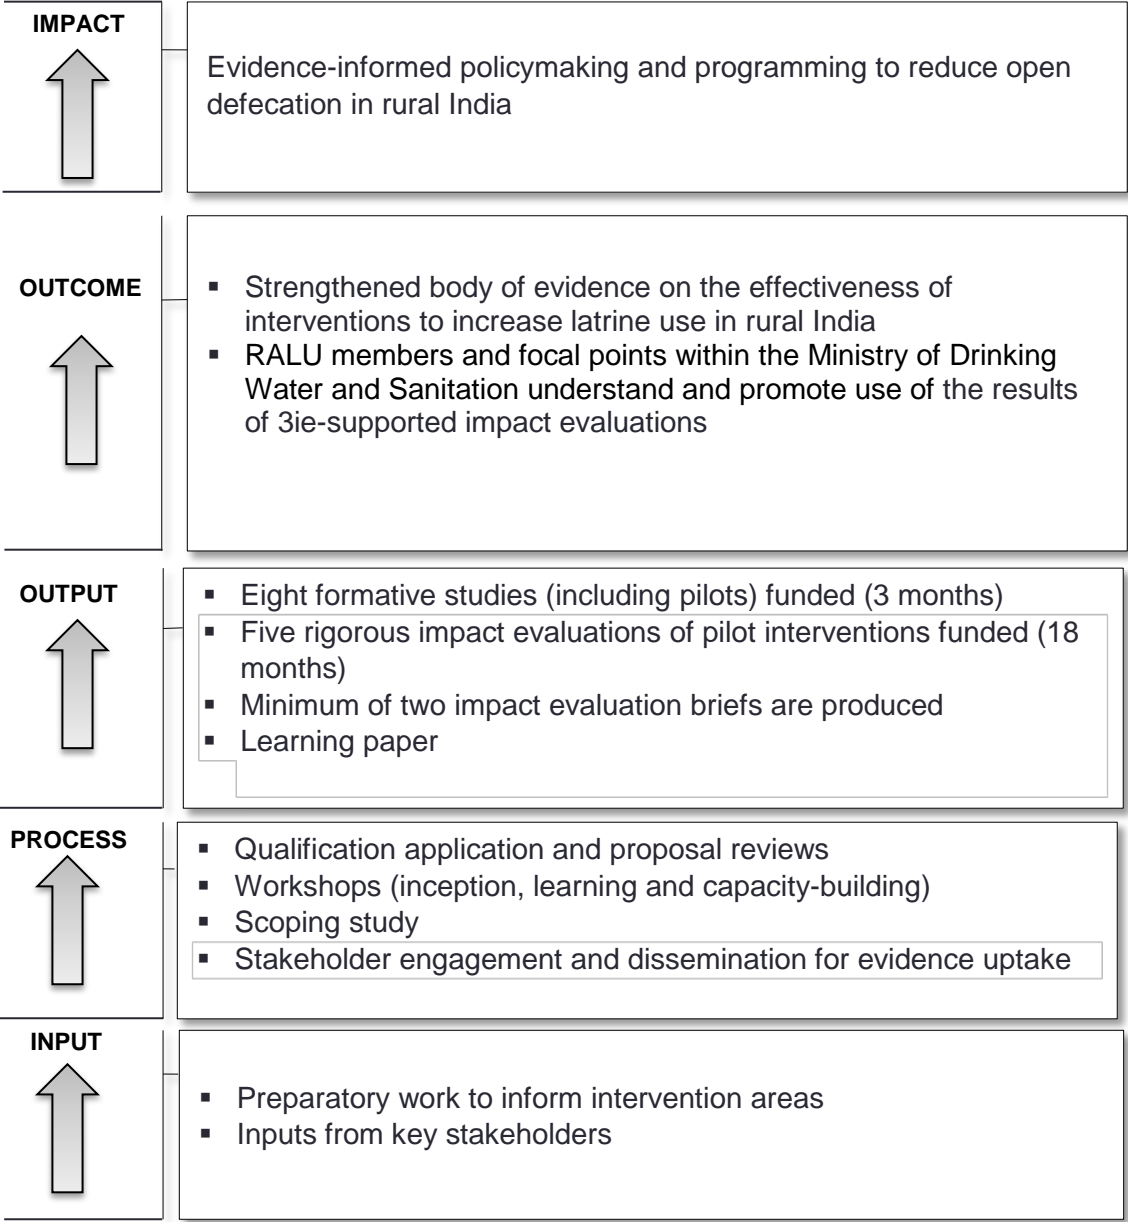 IMPACT
Evidence-informed policymaking and programming to reduce open
defecation in rural India
OUTCOME
▪ Strengthened body of evidence on the effectiveness of
interventions to increase latrine use in rural India
▪ RALU members and focal points within the Ministry of Drinking
Water and Sanitation understand and promote use of the results
of 3ie-supported impact evaluations
OUTPUT
▪ Eight formative studies (including pilots) funded (3 months)
▪ Five rigorous impact evaluations of pilot interventions funded (18
months)
▪ Minimum of two impact evaluation briefs are produced
▪ Learning paper
PROCESS
▪ Qualification application and proposal reviews
▪ Workshops (inception, learning and capacity-building)
▪ Scoping study
▪ Stakeholder engagement and dissemination for evidence uptake
INPUT
▪ Preparatory work to inform intervention areas
▪ Inputs from key stakeholders